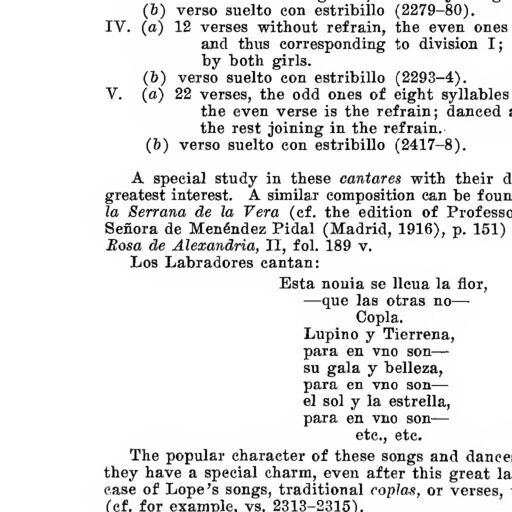 (b) verso suelto con estribillo (2279-80).
IV. (a) 12 verses without refrain, the even ones
and thus corresponding to division I;
by both girls.
(b) verso suelto con estribillo (2293-4).
V. (a) 22 verses, the odd ones of eight syllables
the even verse is the refrain; danced
the rest joining in the refrain.
(b) verso suelto con estribillo (2417-8).
A special study in these cantares with their
greatest interest. A similar composition can be
la Serrana de la Vera (cf. the edition of
Señora de Menéndez Pidal (Madrid, 1916), p. 151)
Rosa de Alexandria, II, fol. 189 v.
Los Labradores cantan:
Esta nouia se lleua la flor,
—que las otras no—
Copla.
Lupino y Tierrena,
para en vno son—
su gala y belleza,
para en vno son—
el sol y la estrella,
para en vno son—
etc., etc.
The popular character of these songs and
they have a special charm, even after this great
case of Lope's songs, traditional coplas, or verses,
(cf. for example, vs. 2313-2315).